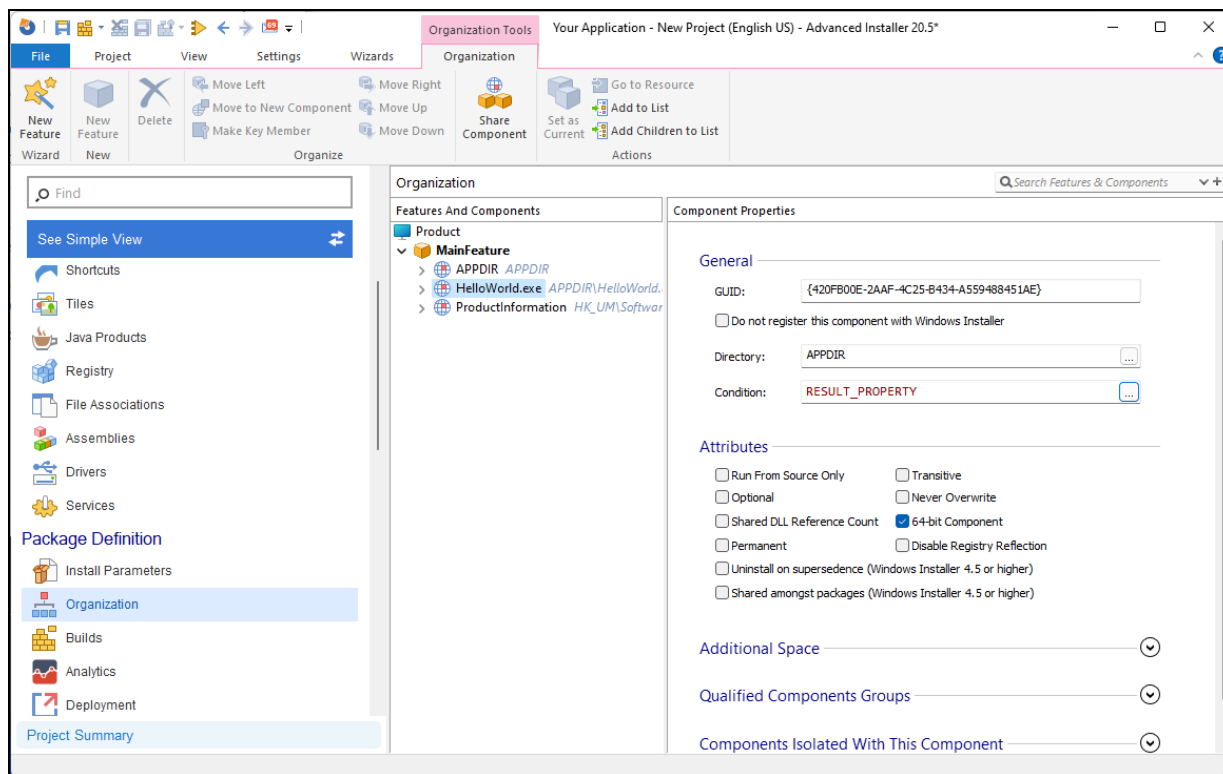 69
Organization Tools
Your Application - New Project (English US) - Advanced Installer 20.5*
File
Project
View
Settings
Wizards
Organization
New Feature
New Feature
Delete
Move Left
Move to New Component
Make Key Member
Move Right
Move Up
Move Down
Share Component
Set as Current
Go to Resource
Add to List
Add Children to List
Wizard
New
Organize
Actions
Find
See Simple View
Shortcuts
Tiles
Java Products
Registry
File Associations
Assemblies
Drivers
Services
Package Definition
Install Parameters
Organization
Builds
Analytics
Deployment
Project Summary
Organization
Search Features & Components
Features And Components
Product
MainFeature
APPDIR APPDIR
HelloWorld.exe APPDIR\HelloWorld.
ProductInformation HK_UM\Softwar
Component Properties
General
GUID: {420FB00E-2AAF-4C25-B434-A559488451AE}
Do not register this component with Windows Installer
Directory: APPDIR ...
Condition: RESULT_PROPERTY ...
Attributes
Run From Source Only
Transitive
Optional
Never Overwrite
Shared DLL Reference Count
64-bit Component
Permanent
Disable Registry Reflection
Uninstall on supersedence (Windows Installer 4.5 or higher)
Shared amongst packages (Windows Installer 4.5 or higher)
Additional Space
Qualified Components Groups
Components Isolated With This Component